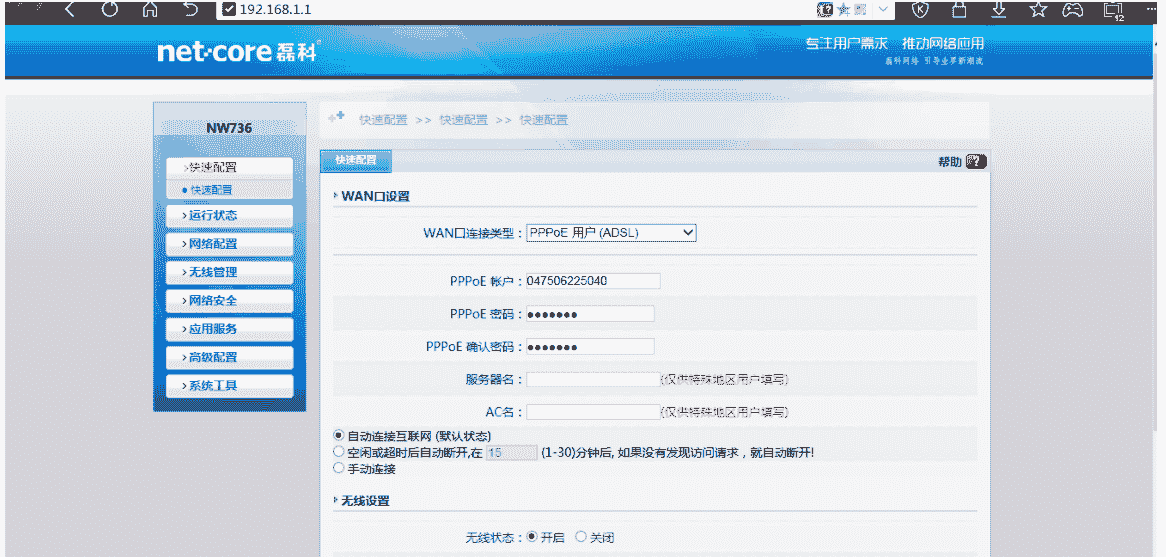 192.168.1.1
12
net·core 磊科
专注用户需求 推动网络应用
磊科网络 引导业界新潮流
NW736
>快速配置
快速配置
>运行状态
>网络配置
>无线管理
>网络安全
>应用服务
>高级配置
>系统工具
快速配置 >> 快速配置 >> 快速配置
快速配置
帮助
WAN口设置
WAN口连接类型: PPPoE 用户 (ADSL)
PPPoE 帐户: 047506225040
PPPoE 密码: ●●●●●●●
PPPoE 确认密码: ●●●●●●●
服务器名: (仅供特殊地区用户填写)
AC名: (仅供特殊地区用户填写)
自动连接互联网 (默认状态)
空闲或超时后自动断开,在 15 (1-30)分钟后, 如果没有发现访问请求，就自动断开!
手动连接
无线设置
无线状态: 开启 关闭